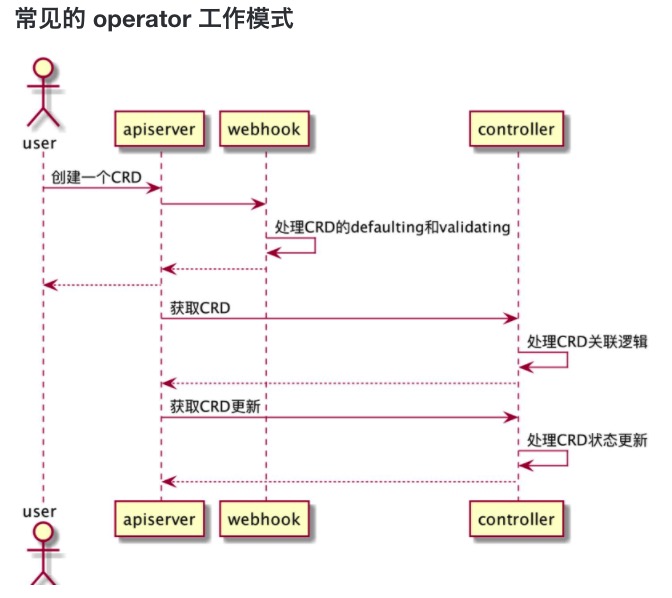 常见的 operator 工作模式
user
apiserver
webhook
controller
创建一个CRD
处理CRD的defaulting和validating
获取CRD
处理CRD关联逻辑
获取CRD更新
处理CRD状态更新
user
apiserver
webhook
controller